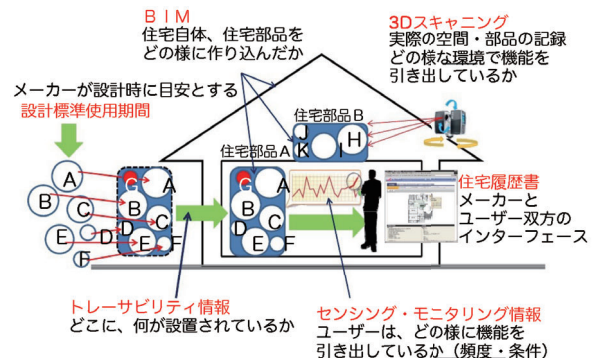 BIM
住宅自体、住宅部品を
どの様に作り込んだか
3Dスキャニング
実際の空間・部品の記録
どの様な環境で機能を
引き出しているか
メーカーが設計時に目安とする
設計標準使用期間
住宅部品B
J
K
I
H
住宅部品A
A
B
C
D
E
F
G
A
B
C
D
E
F
G
A
B
C
D
E
F
住宅履歴書
メーカーと
ユーザー双方の
インターフェース
トレーサビリティ情報
どこに、何が設置されているか
センシング・モニタリング情報
ユーザーは、どの様に機能を
引き出しているか（頻度・条件）